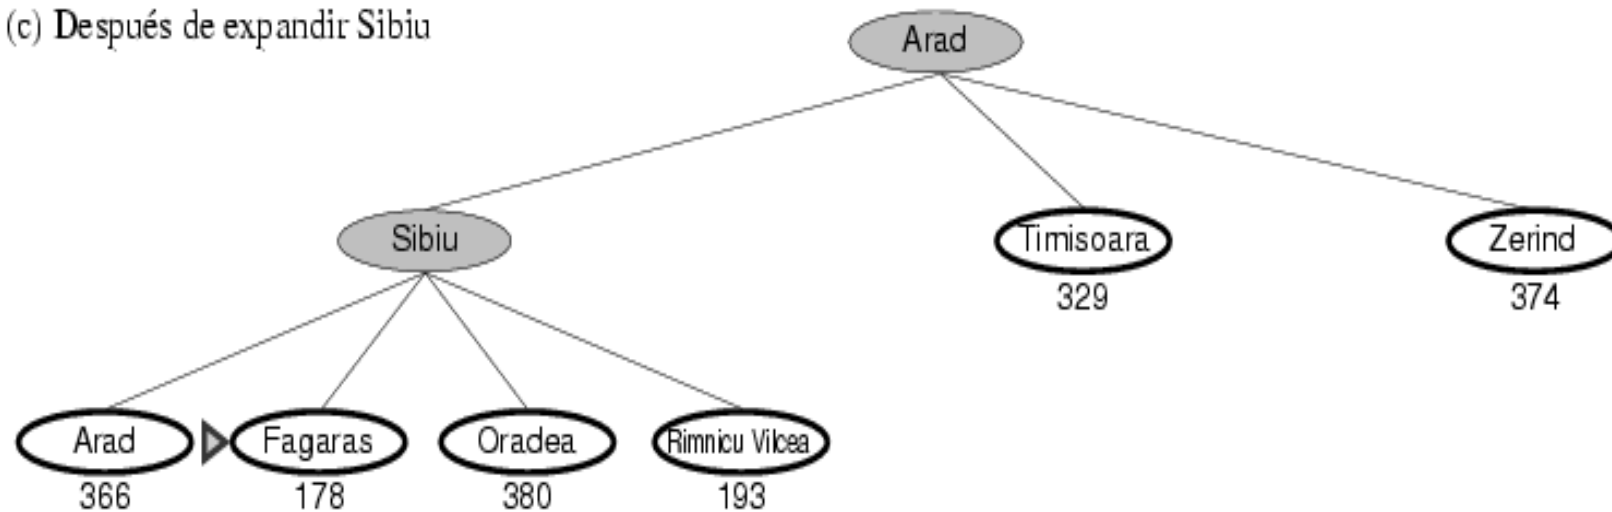 (c) Después de expandir Sibiu
Arad
Sibiu
Timisoara
Zerind
329
374
Arad
Fagaras
Oradea
Rimnicu Vilcea
366
178
380
193